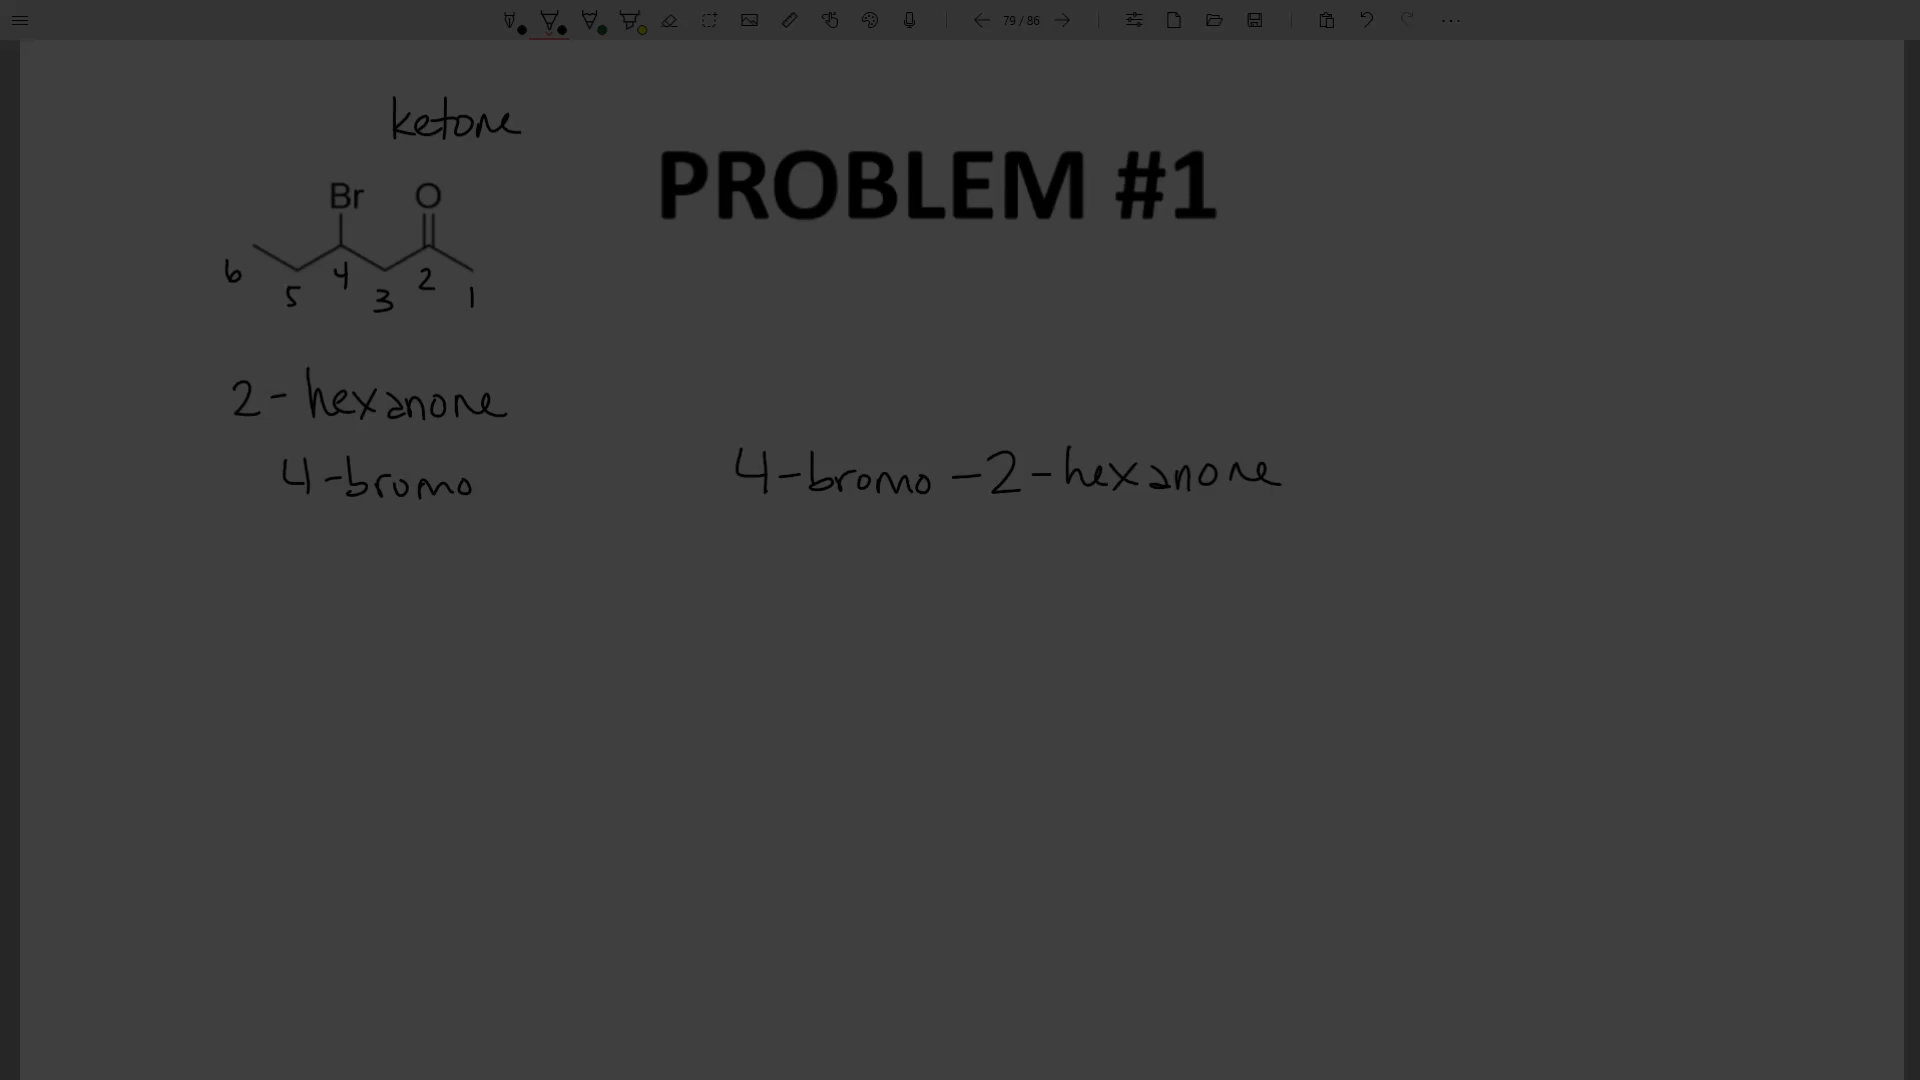 79 / 86
ketone
PROBLEM #1
Br O
6 5 4 3 2 1
2-hexanone
4-bromo
4-bromo-2-hexanone